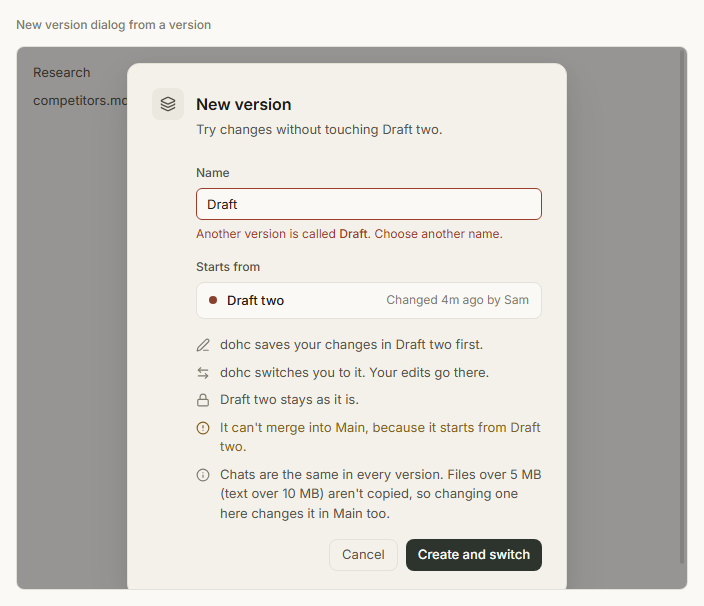 New version dialog from a version
Research
competitors.mc
New version
Try changes without touching Draft two.
Name
Draft
Another version is called Draft. Choose another name.
Starts from
Draft two
Changed 4m ago by Sam
dohc saves your changes in Draft two first.
dohc switches you to it. Your edits go there.
Draft two stays as it is.
It can't merge into Main, because it starts from Draft
two.
Chats are the same in every version. Files over 5 MB
(text over 10 MB) aren't copied, so changing one
here changes it in Main too.
Cancel
Create and switch